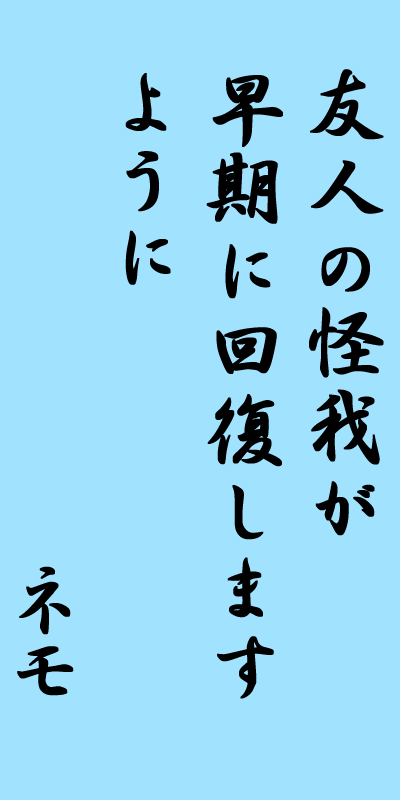 友人の怪我が
早期に回復します
ように
ネモ